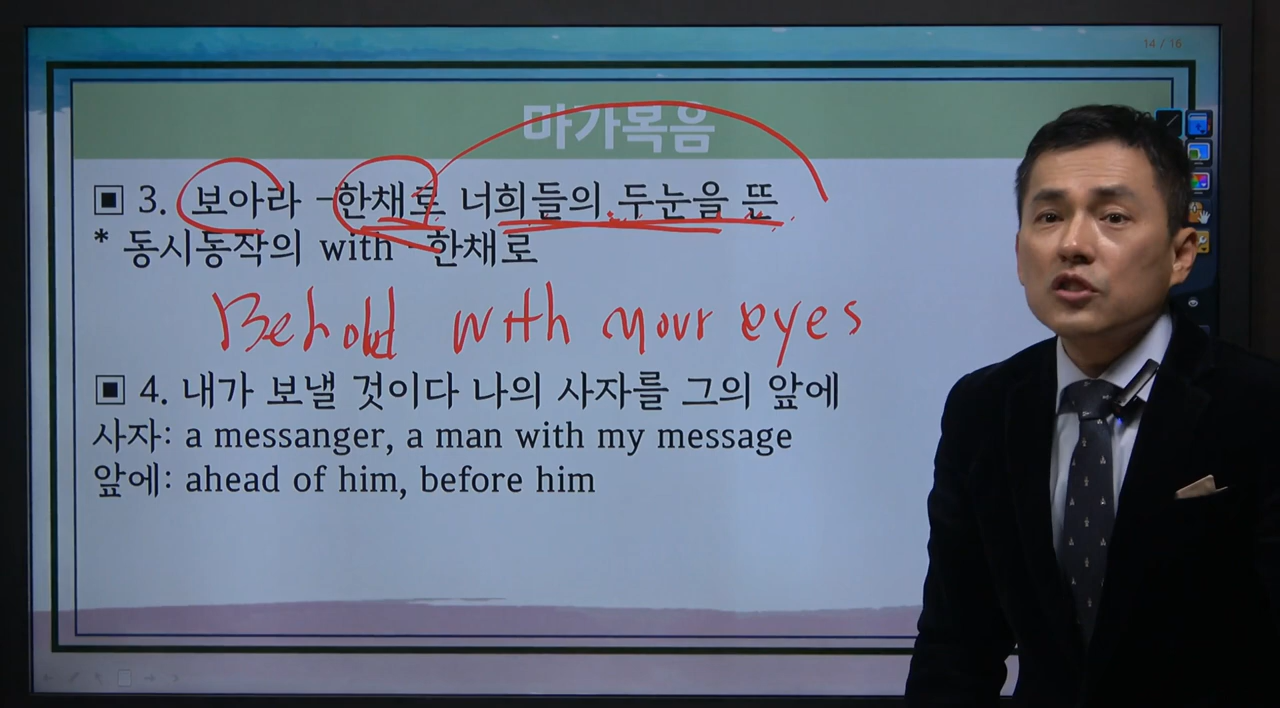 14 / 16
마가복음
▣ 3. 보아라 -한채로 너희들의 두눈을 뜬
* 동시동작의 with - 한채로
Behold with your eyes
▣ 4. 내가 보낼 것이다 나의 사자를 그의 앞에
사자: a messanger, a man with my message
앞에: ahead of him, before him